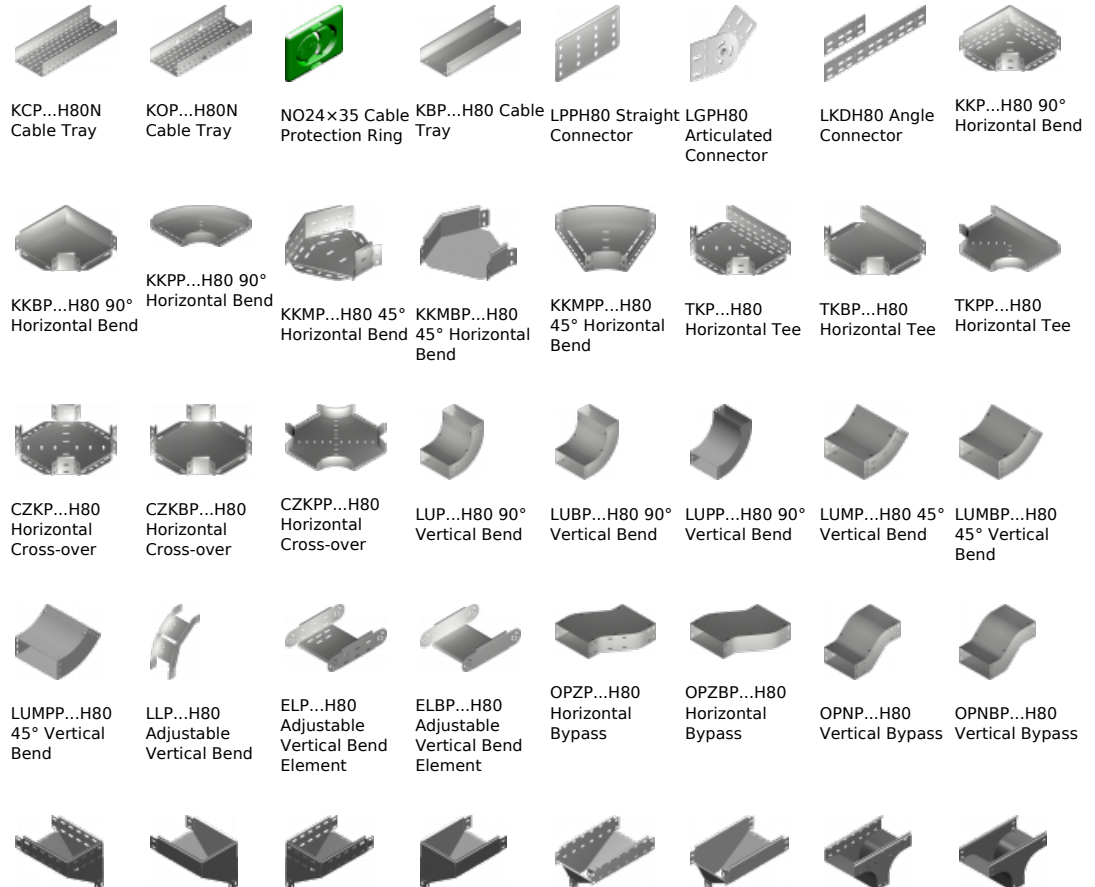 KCP...H80N
Cable Tray
KOP...H80N
Cable Tray
NO24×35 Cable
Protection Ring
KBP...H80 Cable
Tray
LPPH80 Straight
Connector
LGPH80
Articulated
Connector
LKDH80 Angle
Connector
KKP...H80 90°
Horizontal Bend
KKBP...H80 90°
Horizontal Bend
KKPP...H80 90°
Horizontal Bend
KKMP...H80 45°
Horizontal Bend
KKMBP...H80
45° Horizontal
Bend
KKMPP...H80
45° Horizontal
Bend
TKP...H80
Horizontal Tee
TKBP...H80
Horizontal Tee
TKPP...H80
Horizontal Tee
CZKP...H80
Horizontal
Cross-over
CZKBP...H80
Horizontal
Cross-over
CZKPP...H80
Horizontal
Cross-over
LUP...H80 90°
Vertical Bend
LUBP...H80 90°
Vertical Bend
LUPP...H80 90°
Vertical Bend
LUMP...H80 45°
Vertical Bend
LUMBP...H80
45° Vertical
Bend
LUMPP...H80
45° Vertical
Bend
LLP...H80
Adjustable
Vertical Bend
ELP...H80
Adjustable
Vertical Bend
Element
ELBP...H80
Adjustable
Vertical Bend
Element
OPZP...H80
Horizontal
Bypass
OPZBP...H80
Horizontal
Bypass
OPNP...H80
Vertical Bypass
OPNBP...H80
Vertical Bypass